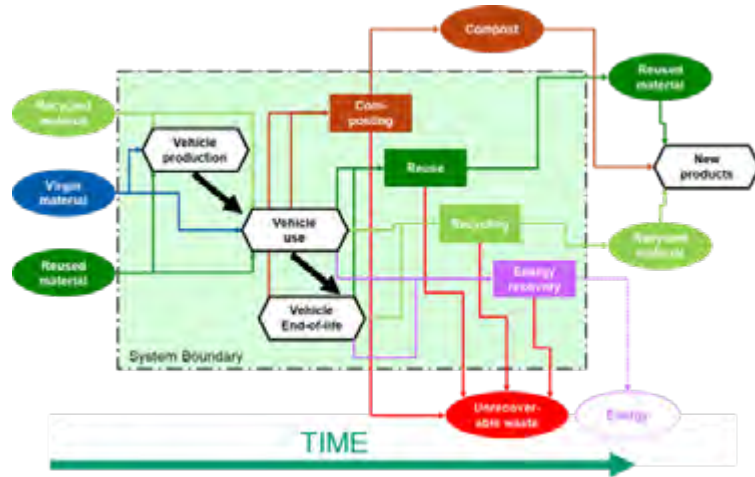 Compost
Reused
material
Recycled
material
Com-
posting
Vehicle
production
Reuse
New
products
Virgin
material
Vehicle
use
Recycling
Recycled
material
Reused
material
Energy
recovery
Vehicle
End-of-life
System Boundary
Unrecover-
able waste
Energy
TIME